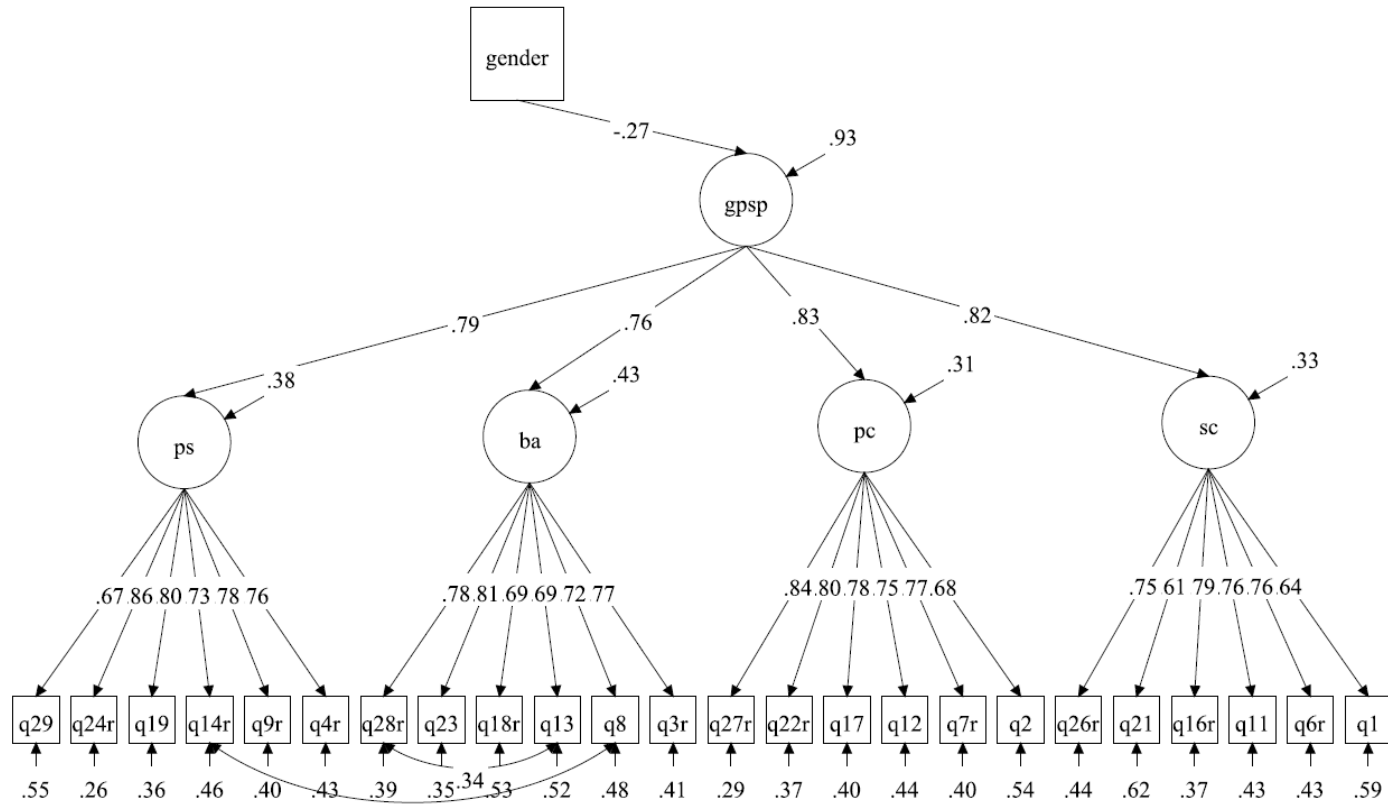 gender
-.27
.93
gpsp
.79
.76
.83
.82
.38
.43
.31
.33
ps
ba
pc
sc
.67 .86 .80 .73 .78 .76
.78 .81 .69 .69 .72 .77
.84 .80 .78 .75 .77 .68
.75 .61 .79 .76 .76 .64
q29 q24r q19 q14r q9r q4r q28r q23 q18r q13 q8 q3r q27r q22r q17 q12 q7r q2 q26r q21 q16r q11 q6r q1
.34
.55 .26 .36 .46 .40 .43 .39 .35 .53 .52 .48 .41 .29 .37 .40 .44 .40 .54 .44 .62 .37 .43 .43 .59